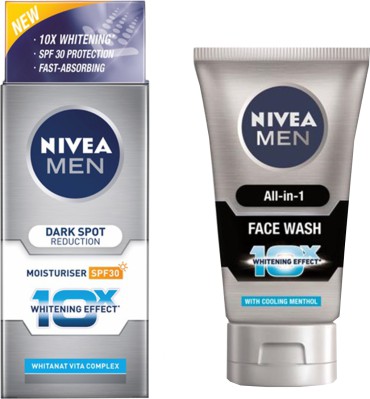 NEW
• 10X WHITENING
• SPF 30 PROTECTION
• FAST-ABSORBING
NIVEA
MEN
DARK SPOT
REDUCTION
MOISTURISER SPF30
10X
WHITENING EFFECT*
WHITANAT VITA COMPLEX
NIVEA
MEN
All-in-1
FACE WASH
10X
WHITENING EFFECT*
WITH COOLING MENTHOL